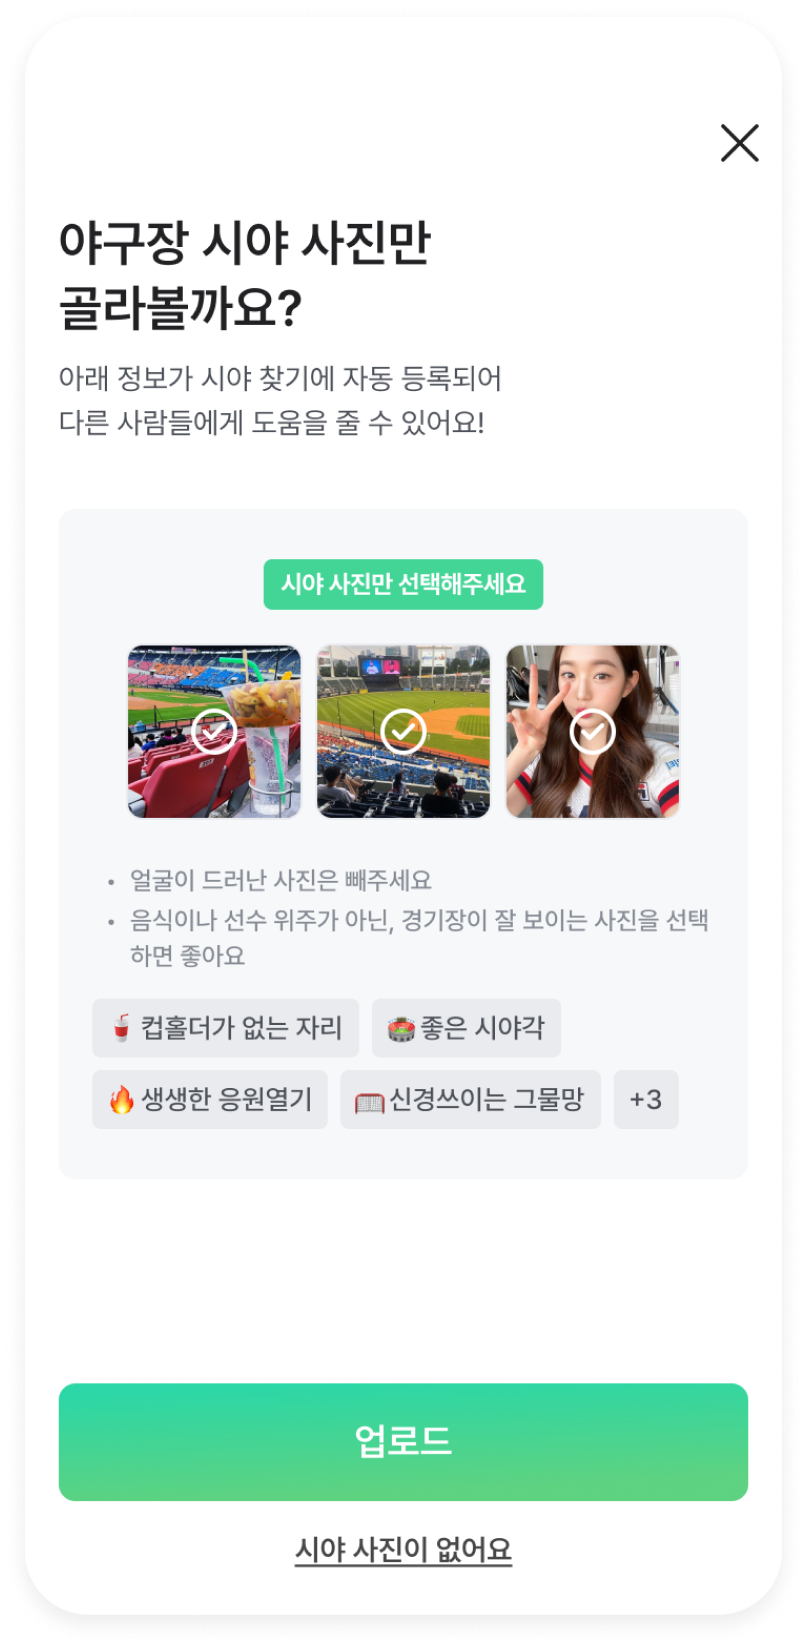 야구장 시야 사진만
골라볼까요?
아래 정보가 시야 찾기에 자동 등록되어
다른 사람들에게 도움을 줄 수 있어요!
시야 사진만 선택해주세요
• 얼굴이 드러난 사진은 빼주세요
• 음식이나 선수 위주가 아닌, 경기장이 잘 보이는 사진을 선택
하면 좋아요
컵홀더가 없는 자리
좋은 시야각
생생한 응원열기
신경쓰이는 그물망
+3
업로드
시야 사진이 없어요